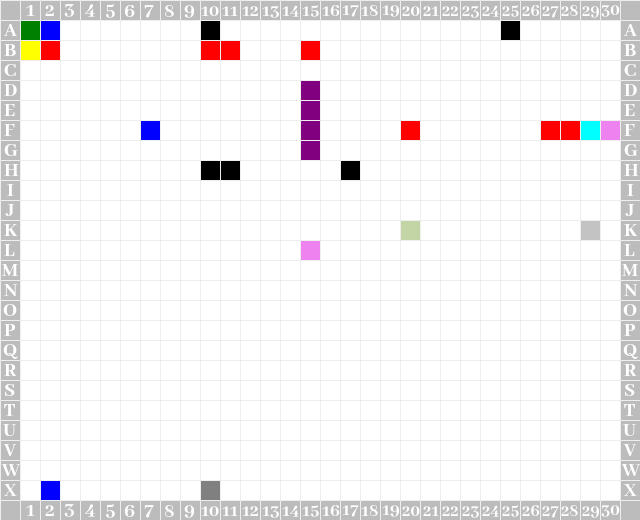 1 2 3 4 5 6 7 8 9 10 11 12 13 14 15 16 17 18 19 20 21 22 23 24 25 26 27 28 29 30
A A
B B
C C
D D
E E
F F
G G
H H
I I
J J
K K
L L
M M
N N
O O
P P
Q Q
R R
S S
T T
U U
V V
W W
X X
1 2 3 4 5 6 7 8 9 10 11 12 13 14 15 16 17 18 19 20 21 22 23 24 25 26 27 28 29 30